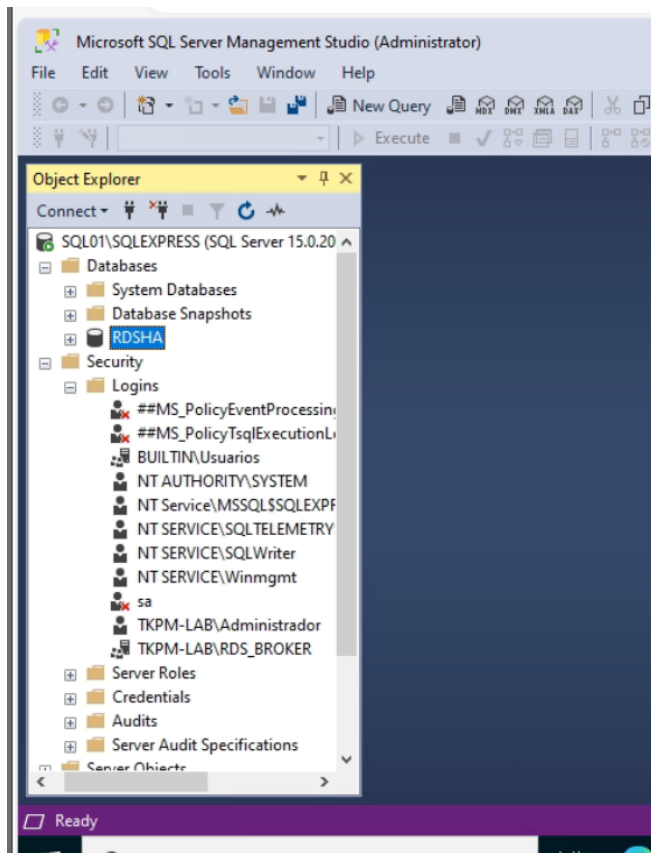 Microsoft SQL Server Management Studio (Administrator)
File Edit View Tools Window Help
New Query MDX DMX XMLA DAX
Execute
Object Explorer
Connect
SQL01\SQLEXPRESS (SQL Server 15.0.20
Databases
System Databases
Database Snapshots
RDSHA
Security
Logins
##MS_PolicyEventProcessin
##MS_PolicyTsqlExecutionL
BUILTIN\Usuarios
NT AUTHORITY\SYSTEM
NT Service\MSSQL$SQLEXPR
NT SERVICE\SQLTELEMETRY
NT SERVICE\SQLWriter
NT SERVICE\Winmgmt
sa
TKPM-LAB\Administrador
TKPM-LAB\RDS_BROKER
Server Roles
Credentials
Audits
Server Audit Specifications
Server Objects
Ready